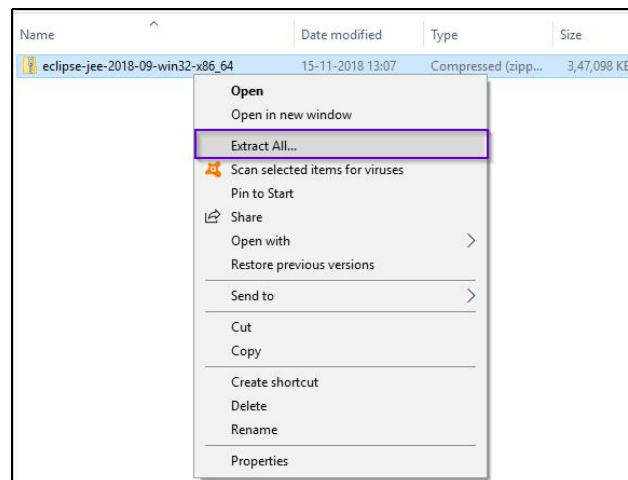 Name Date modified Type Size
eclipse-jee-2018-09-win32-x86_64 15-11-2018 13:07 Compressed (zipp... 3,47,098 KB
Open
Open in new window
Extract All...
Scan selected items for viruses
Pin to Start
Share
Open with
Restore previous versions
Send to
Cut
Copy
Create shortcut
Delete
Rename
Properties